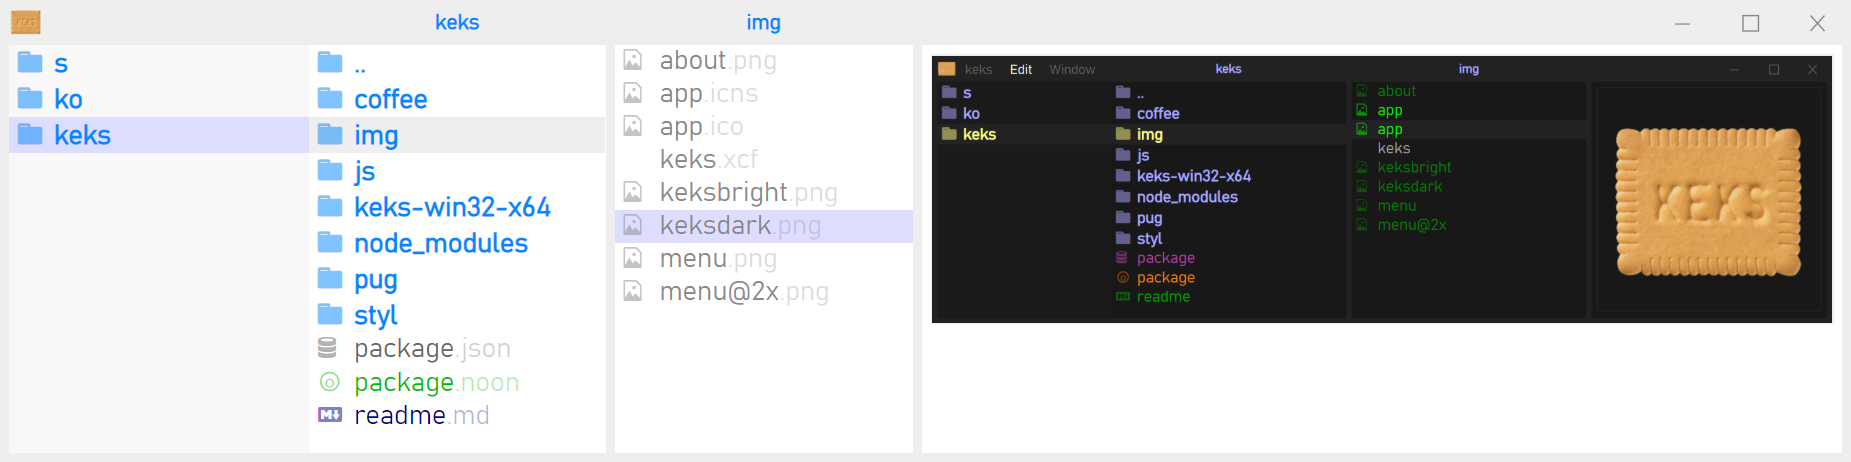 KEKS
keks
img
s
ko
keks
..
coffee
img
js
keks-win32-x64
node_modules
pug
styl
package.json
package.noon
readme.md
about.png
app.icns
app.ico
keks.xcf
keksbright.png
keksdark.png
menu.png
menu@2x.png
keks Edit Window
keks
img
s
ko
keks
..
coffee
img
js
keks-win32-x64
node_modules
pug
styl
package
package
readme
about
app
app
keks
keksbright
keksdark
menu
menu@2x
KEKS